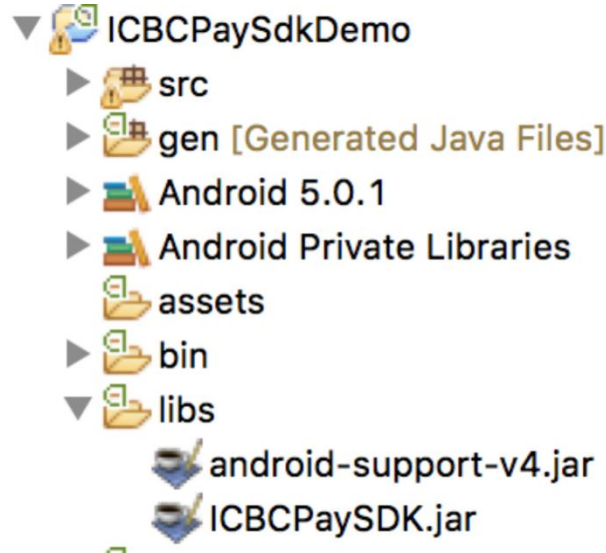 ICBCPaySdkDemo
src
gen [Generated Java Files]
Android 5.0.1
Android Private Libraries
assets
bin
libs
android-support-v4.jar
ICBCPaySDK.jar